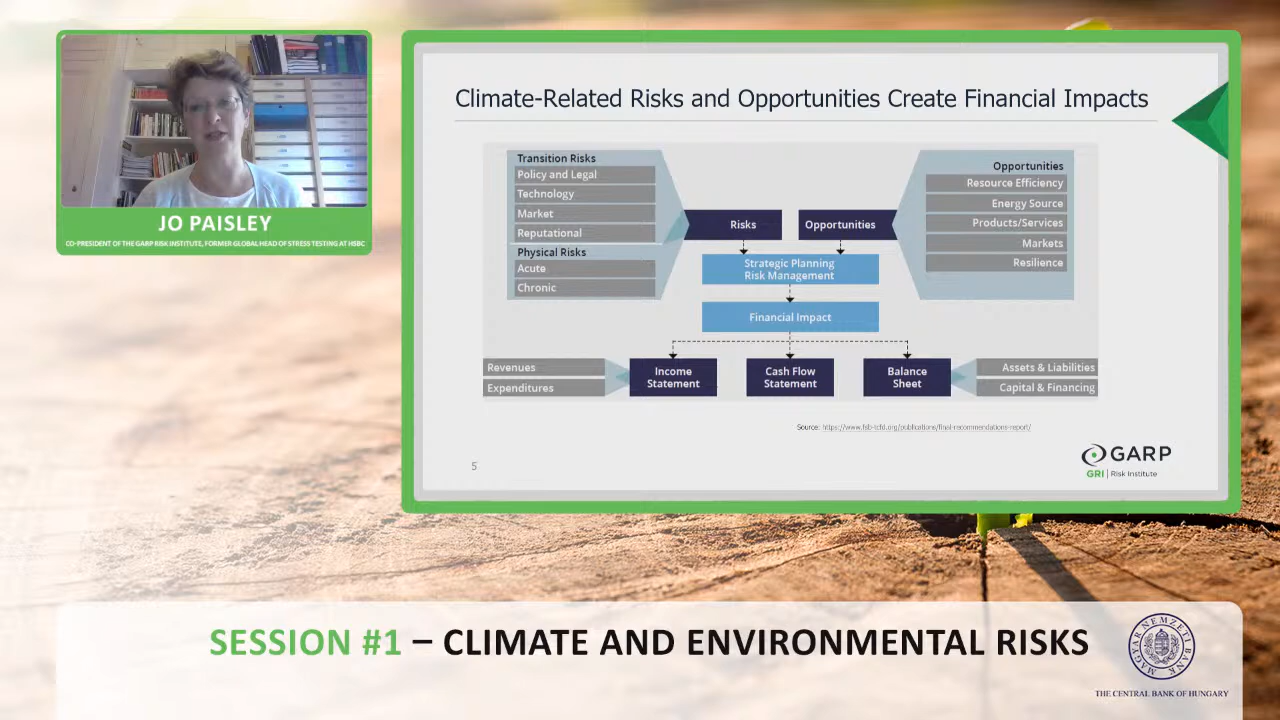 JO PAISLEY
CO-PRESIDENT OF THE GARP RISK INSTITUTE, FORMER GLOBAL HEAD OF STRESS TESTING AT HSBC
Climate-Related Risks and Opportunities Create Financial Impacts
Transition Risks
Policy and Legal
Technology
Market
Reputational
Physical Risks
Acute
Chronic
Risks
Opportunities
Opportunities
Resource Efficiency
Energy Source
Products/Services
Markets
Resilience
Strategic Planning
Risk Management
Financial Impact
Revenues
Expenditures
Income
Statement
Cash Flow
Statement
Balance
Sheet
Assets & Liabilities
Capital & Financing
Source: https://www.fsb-tcfd.org/publications/final-recommendations-report/
5
GARP
GRI | Risk Institute
SESSION #1 – CLIMATE AND ENVIRONMENTAL RISKS
MAGYAR NEMZETI BANK
THE CENTRAL BANK OF HUNGARY